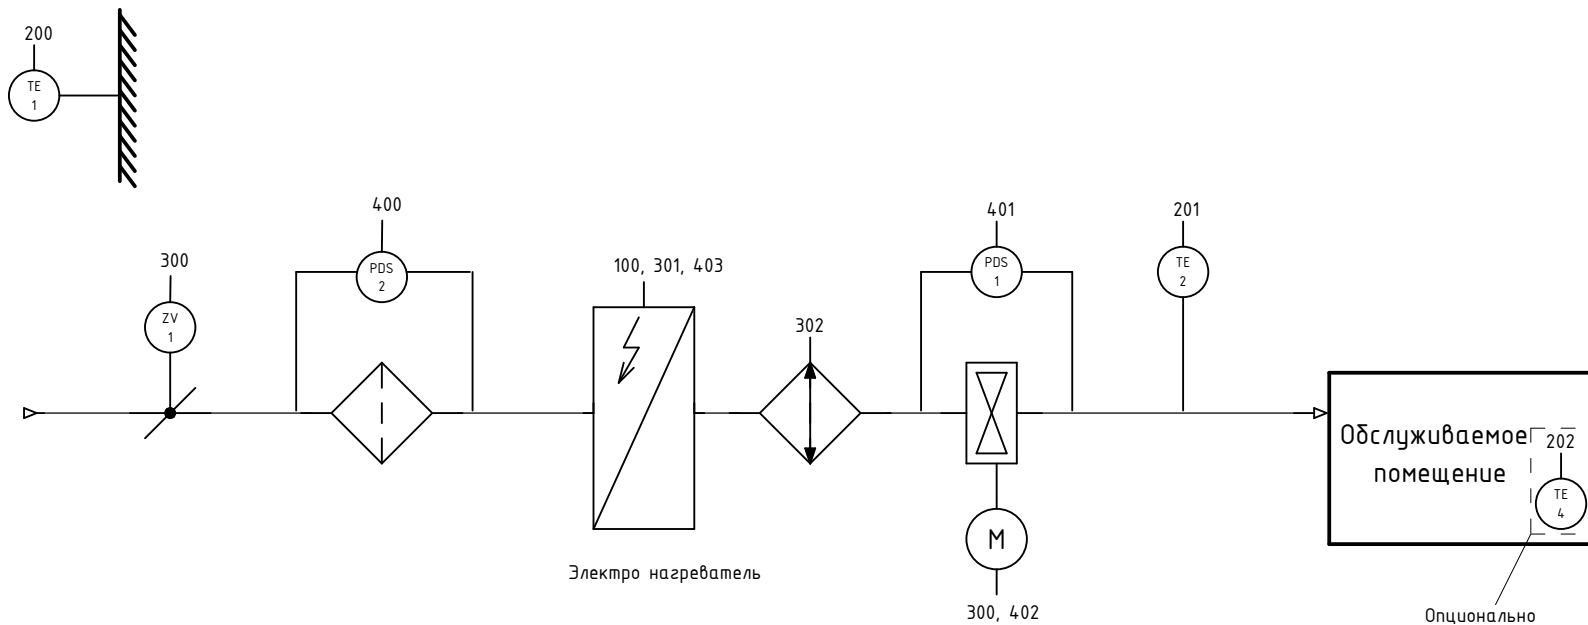 200
TE
1
400
PDS
2
300
ZV
1
100, 301, 403
Электро нагреватель
302
401
PDS
1
M
300, 402
201
TE
2
Обслуживаемое
помещение
202
TE
4
Опционально